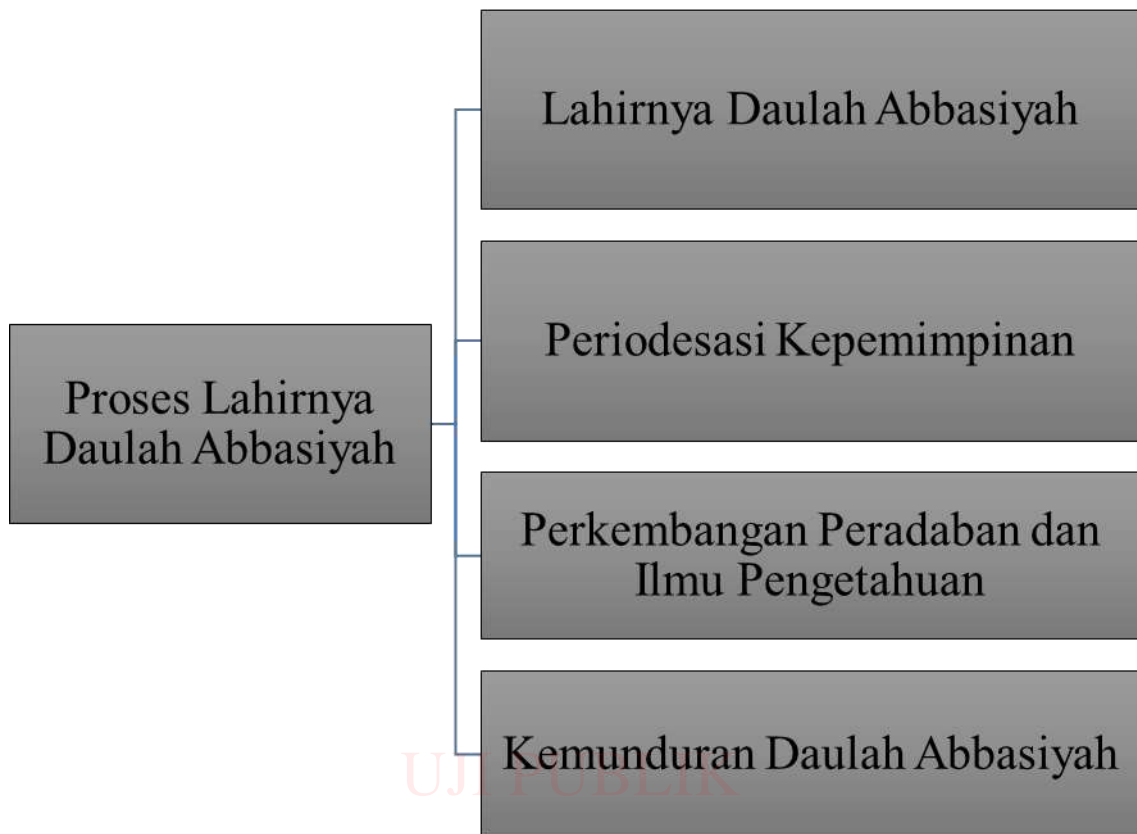 Lahirnya Daulah Abbasiyah
Periodesasi Kepemimpinan
Proses Lahirnya
Daulah Abbasiyah
Perkembangan Peradaban dan
Ilmu Pengetahuan
Kemunduran Daulah Abbasiyah
UJI PUBLIK